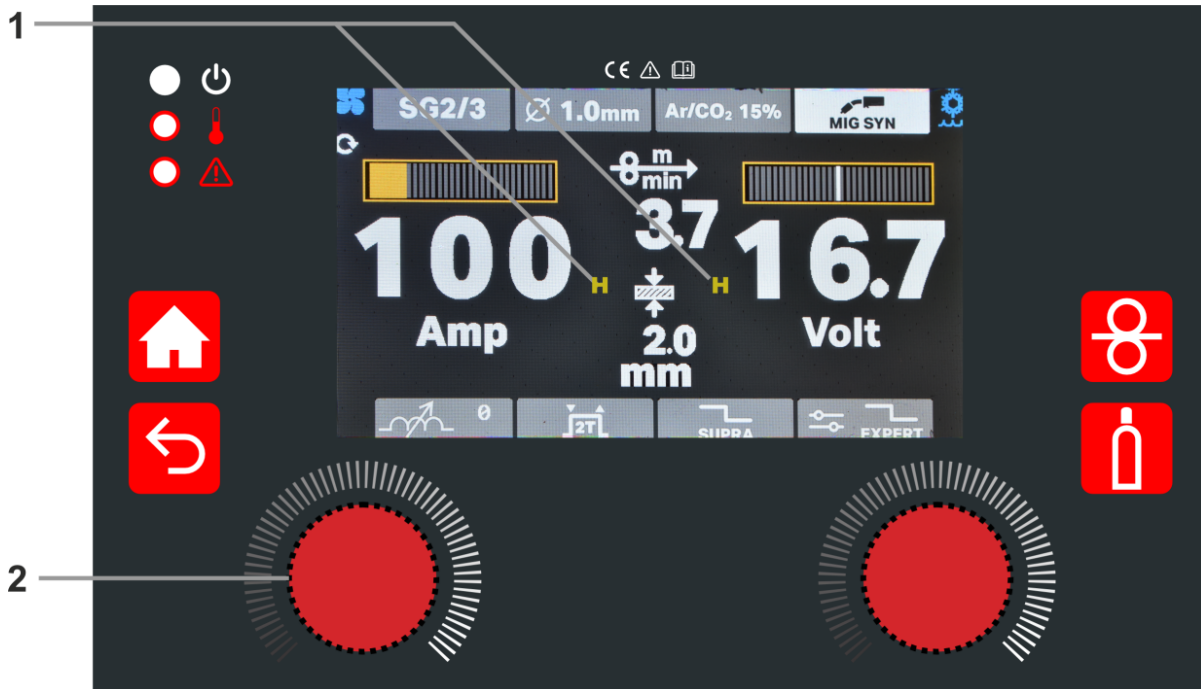 1
CE
SG2/3
Ø 1.0mm
Ar/CO₂ 15%
MIG SYN
m
min
3.7
100
H
H
16.7
Amp
2.0
mm
Volt
0
2T
SUPRA
EXPERT
2